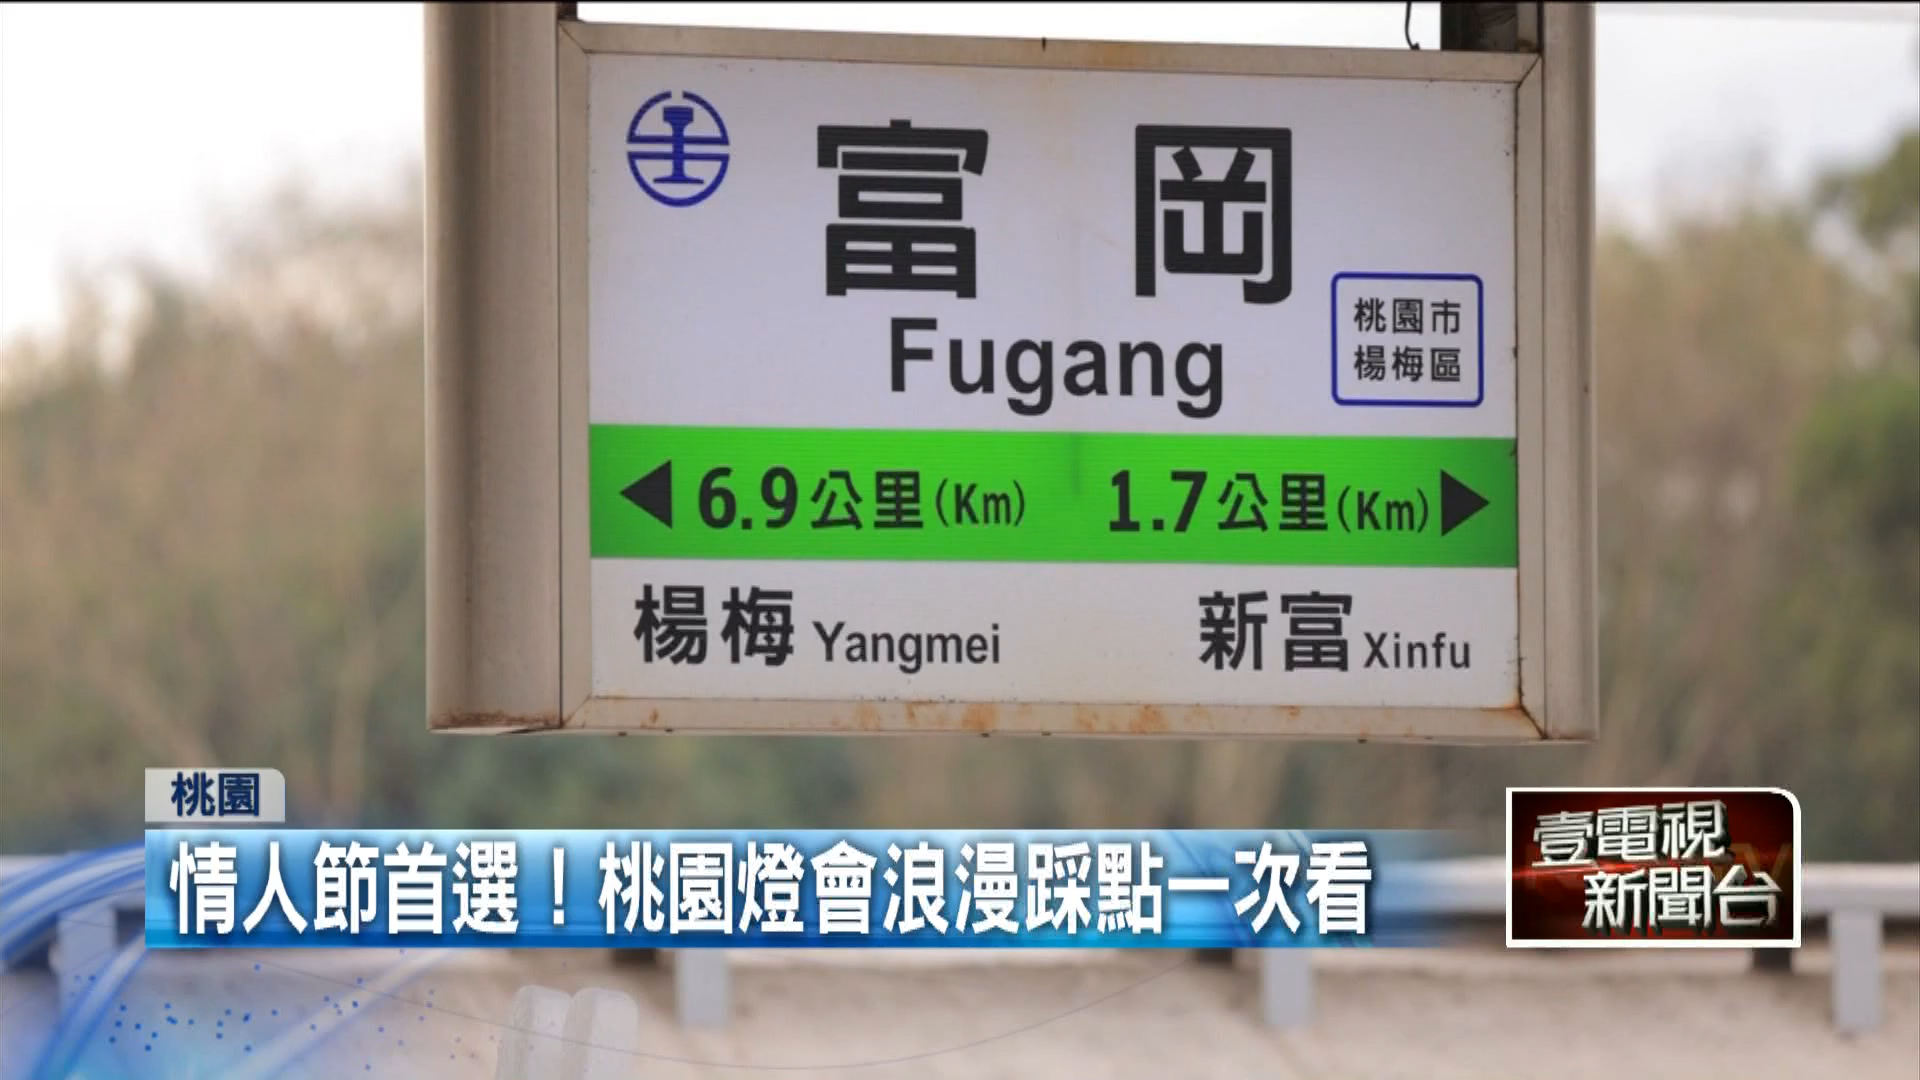 富岡
Fugang
桃園市
楊梅區
6.9公里(Km)
1.7公里(Km)
楊梅 Yangmei
新富 Xinfu
桃園
情人節首選！桃園燈會浪漫踩點一次看
壹電視
新聞台